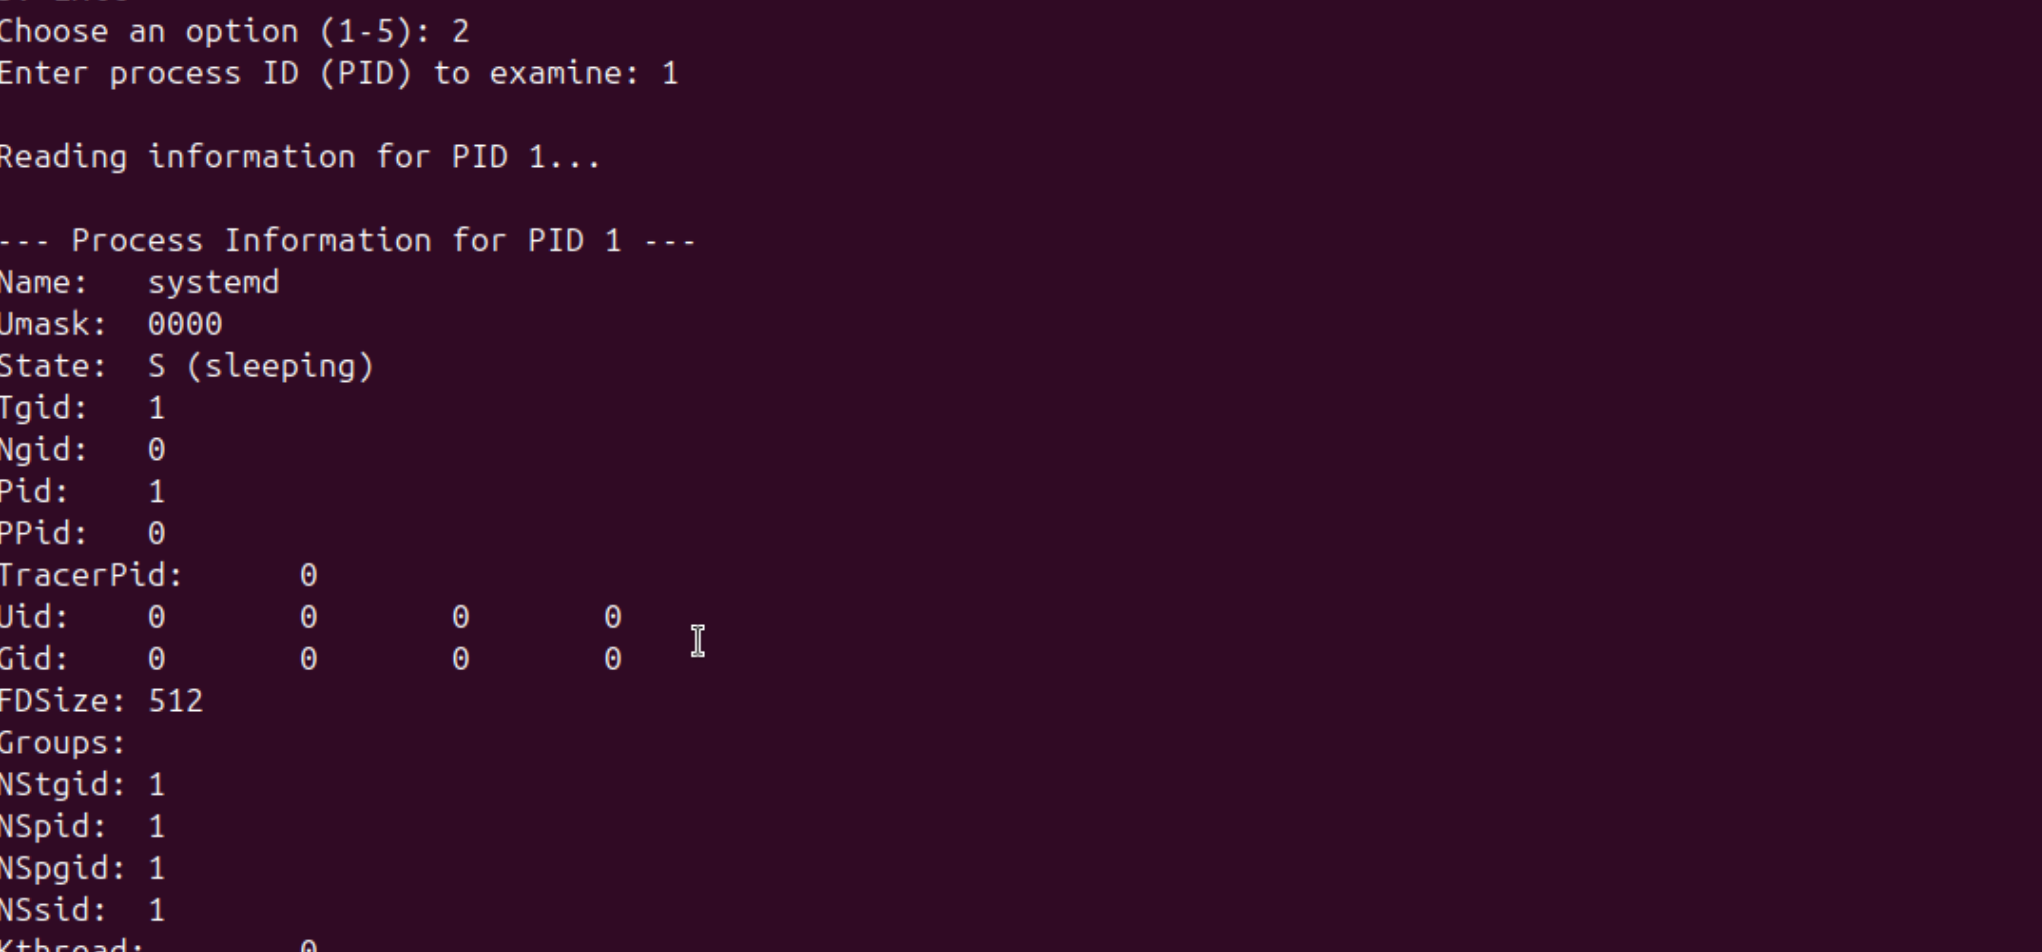 Choose an option (1-5): 2
Enter process ID (PID) to examine: 1
Reading information for PID 1...
--- Process Information for PID 1 ---
Name:   systemd
Umask:  0000
State:  S (sleeping)
Tgid:   1
Ngid:   0
Pid:    1
PPid:   0
TracerPid:      0
Uid:    0       0       0       0
Gid:    0       0       0       0
FDSize: 512
Groups:
NStgid: 1
NSpid:  1
NSpgid: 1
NSsid:  1
Kthread:        0